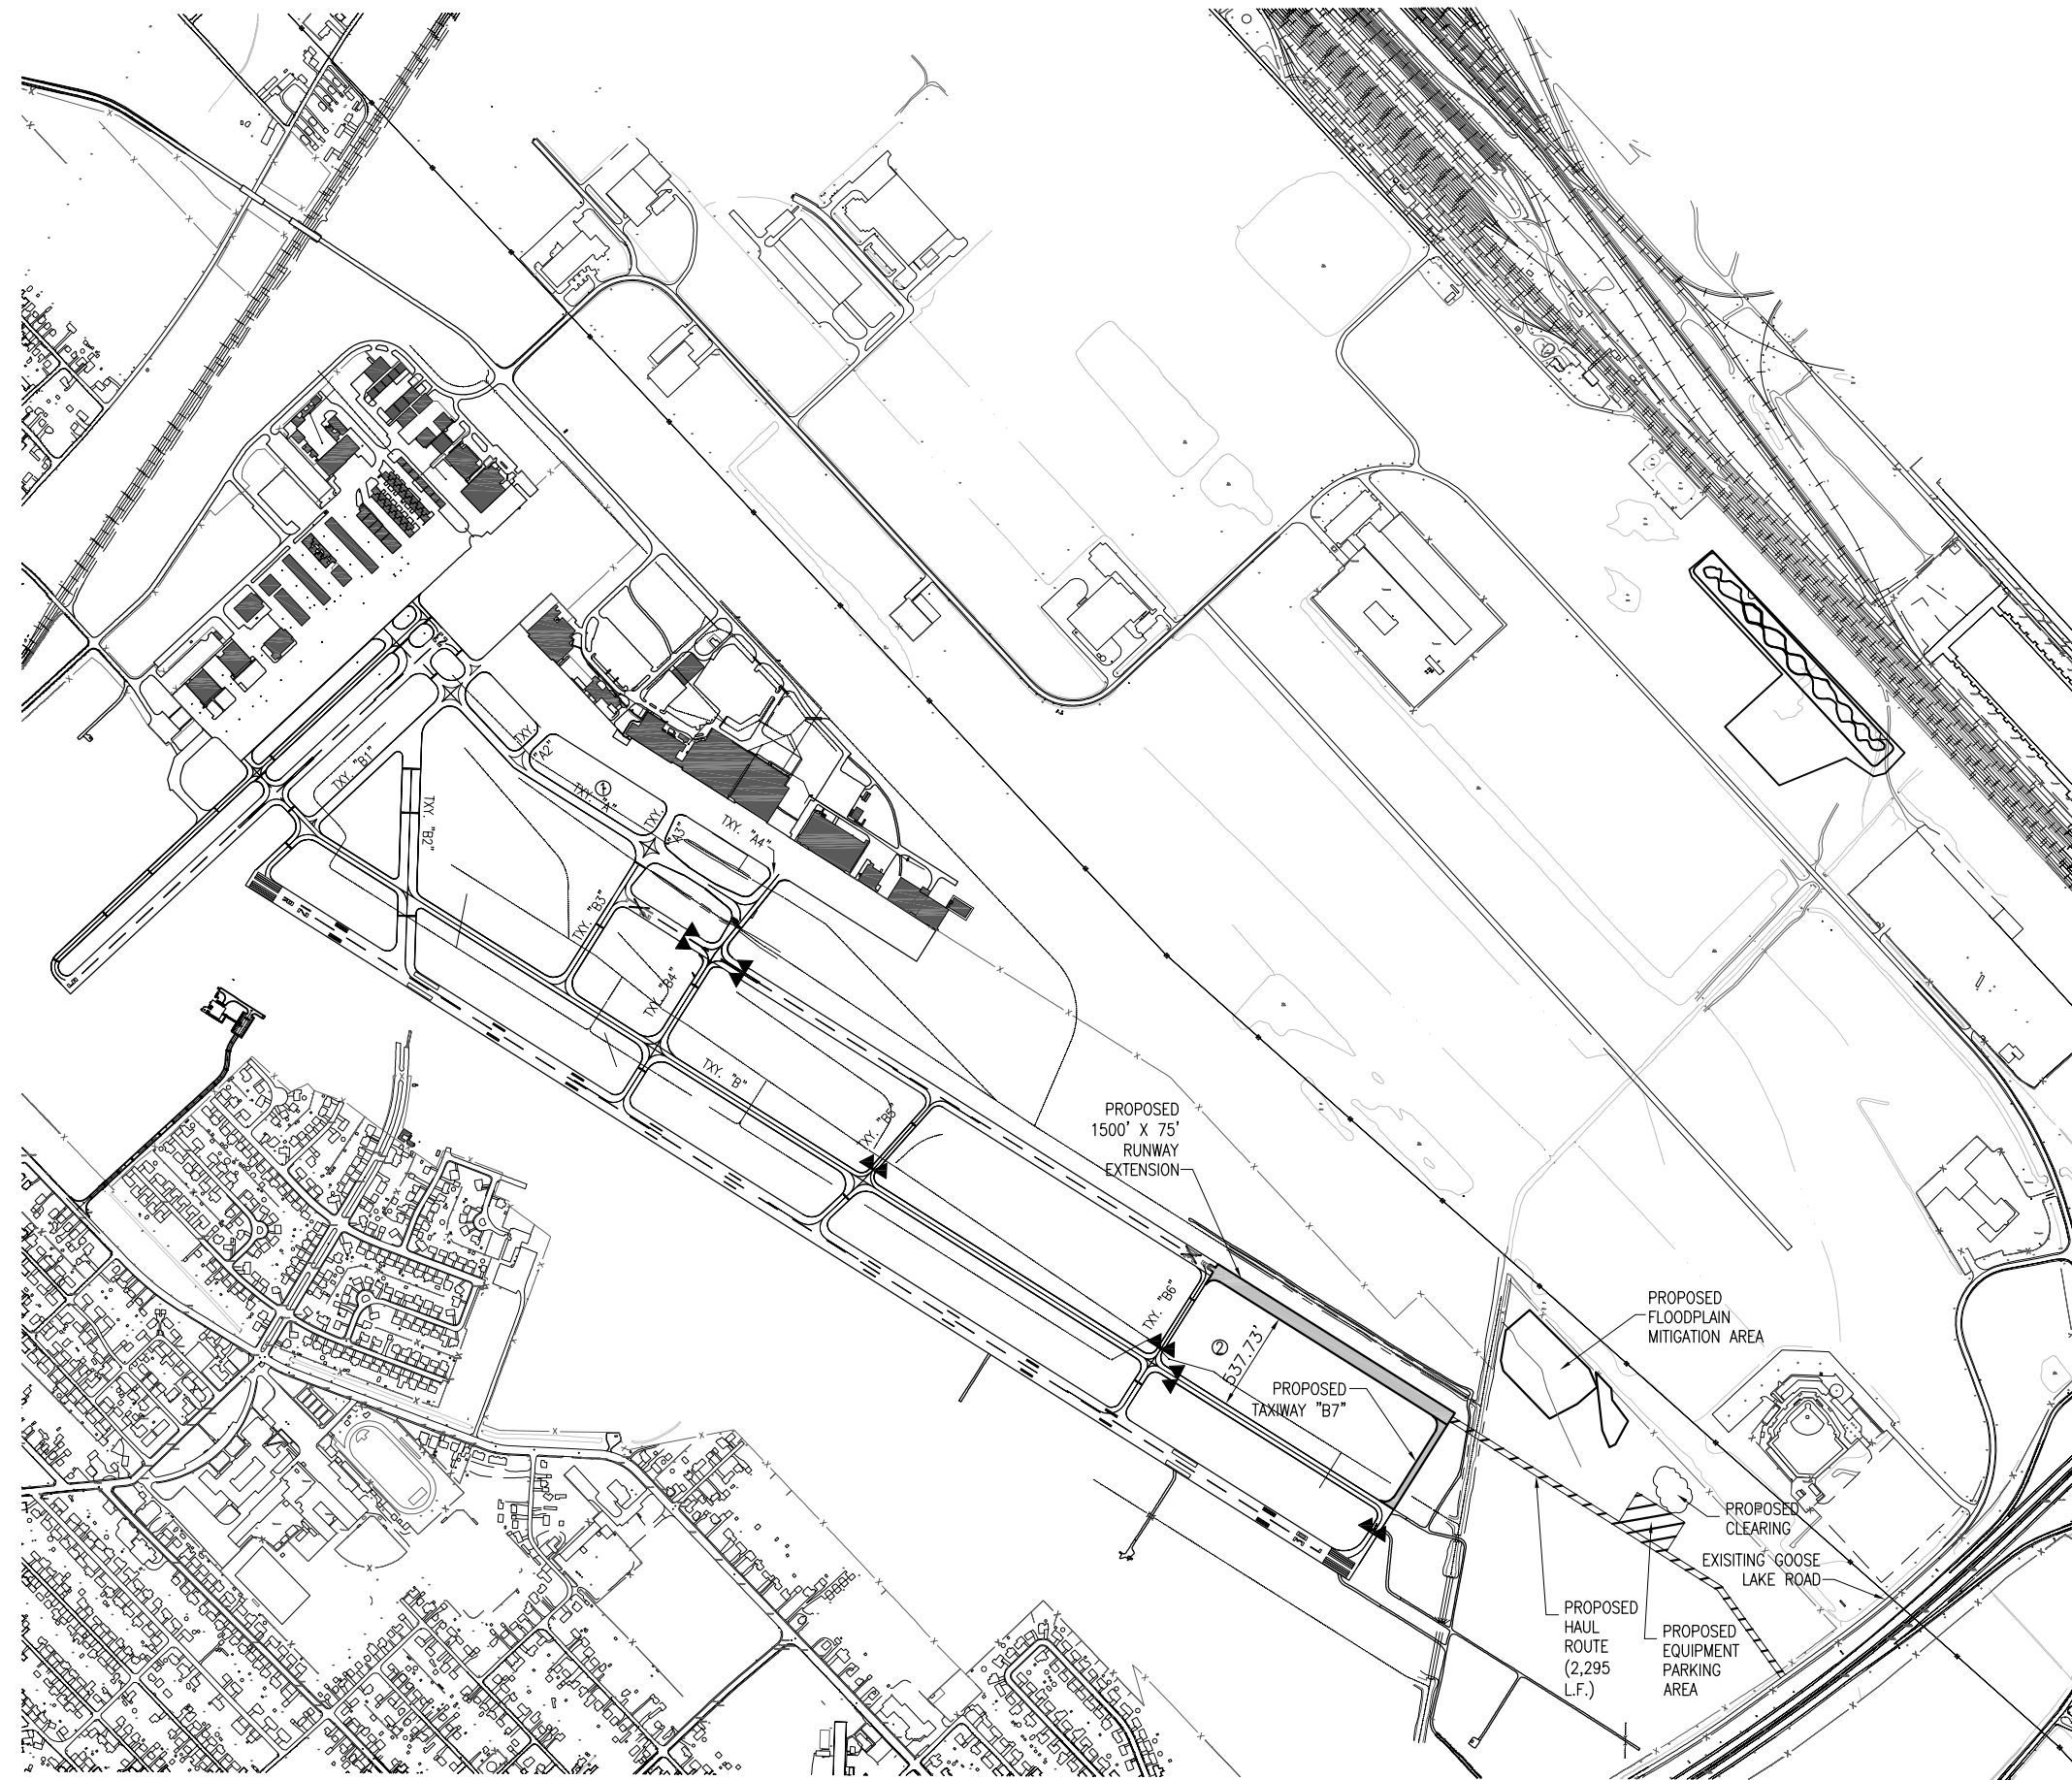 TXY. "B1"
TXY. "B2"
TXY.
"A2"
1
TXY. "A"
TXY.
"A3"
TXY. "A4"
TXY. "B3"
TXY. "B4"
TXY. "B"
TXY. "B5"
TXY. "B6"
PROPOSED
1500' X 75'
RUNWAY
EXTENSION
2
537.73'
PROPOSED
TAXIWAY "B7"
PROPOSED
FLOODPLAIN
MITIGATION AREA
PROPOSED
CLEARING
EXISITING GOOSE
LAKE ROAD
PROPOSED
HAUL
ROUTE
(2,295
L.F.)
PROPOSED
EQUIPMENT
PARKING
AREA